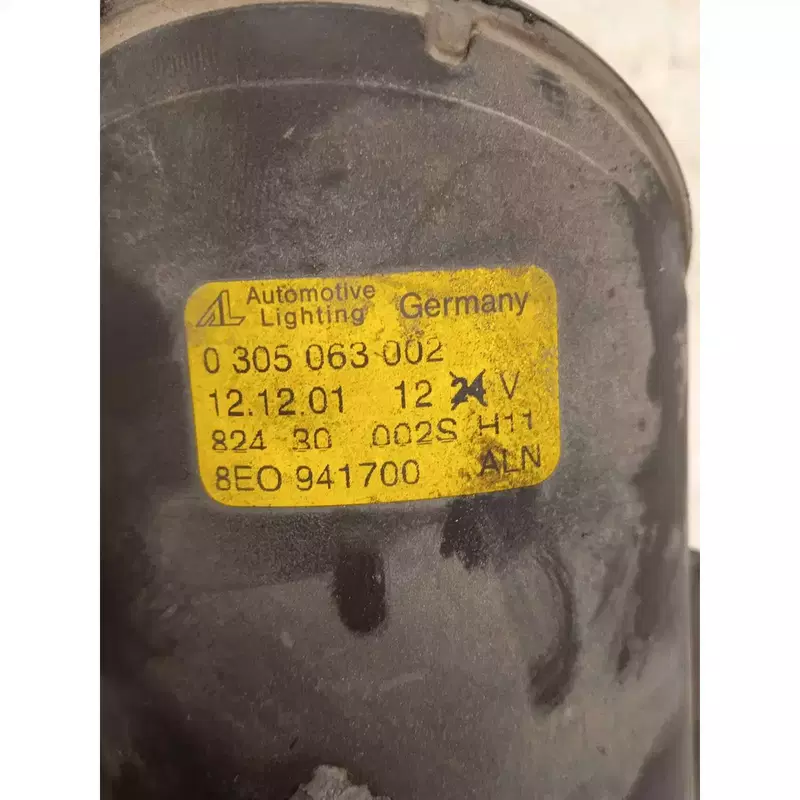 AL Automotive Lighting Germany
0 305 063 002
12.12.01 12 24 V
824 30 002S H11
8EO 941700 ALN